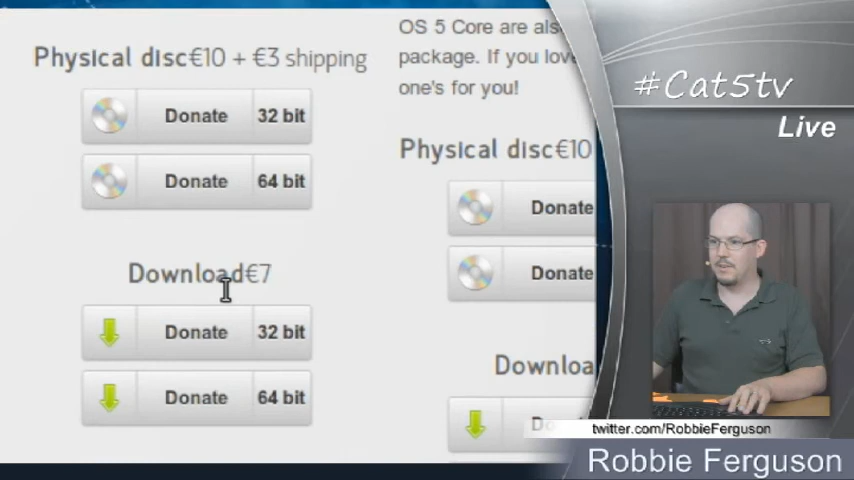 Physical disc€10 + €3 shipping
Donate 32 bit
Donate 64 bit
Download€7
Donate 32 bit
Donate 64 bit
OS 5 Core are als
package. If you love
one's for you!
Physical disc€10
Donate
Donate
Downloa
#Cat5tv
Live
twitter.com/RobbieFerguson
Robbie Ferguson